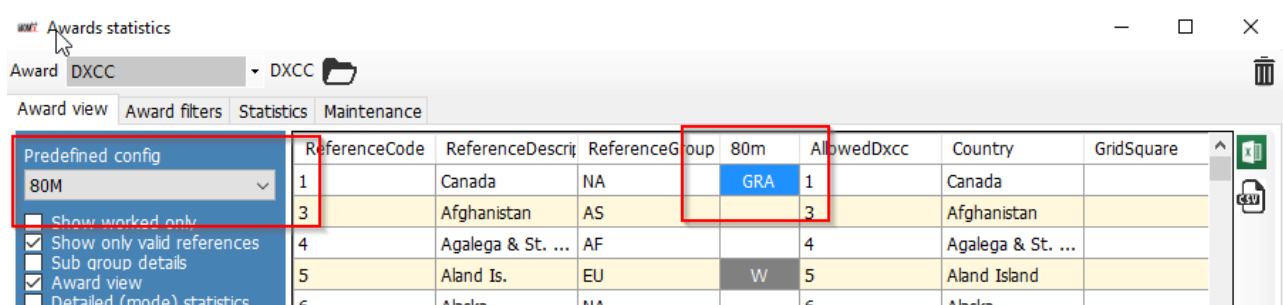 Awards statistics
Award DXCC DXCC
Award view Award filters Statistics Maintenance
Predefined config
80M
Show worked only
Show only valid references
Sub group details
Award view
Detailed (mode) statistics
ReferenceCode ReferenceDescrip ReferenceGroup 80m AllowedDxcc Country GridSquare
1 Canada NA GRA 1 Canada
3 Afghanistan AS 3 Afghanistan
4 Agalega & St. ... AF 4 Agalega & St. ...
5 Aland Is. EU W 5 Aland Island
6 Alaska NA 6 Alaska
CSV